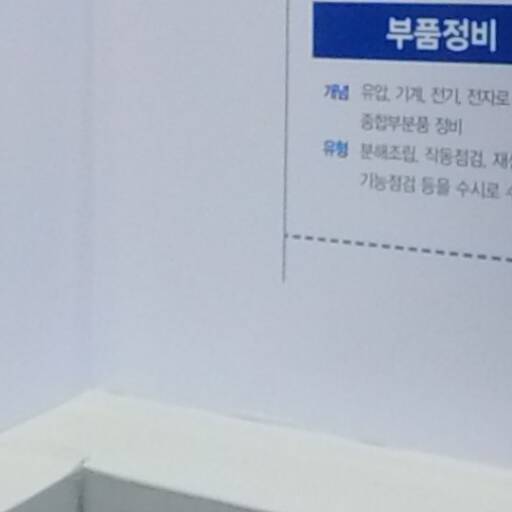 부품정비
개념 유압, 기계, 전기, 전자로
종합부분품 정비
유형 분해조립, 작동점검,
기능점검 등을 수시로